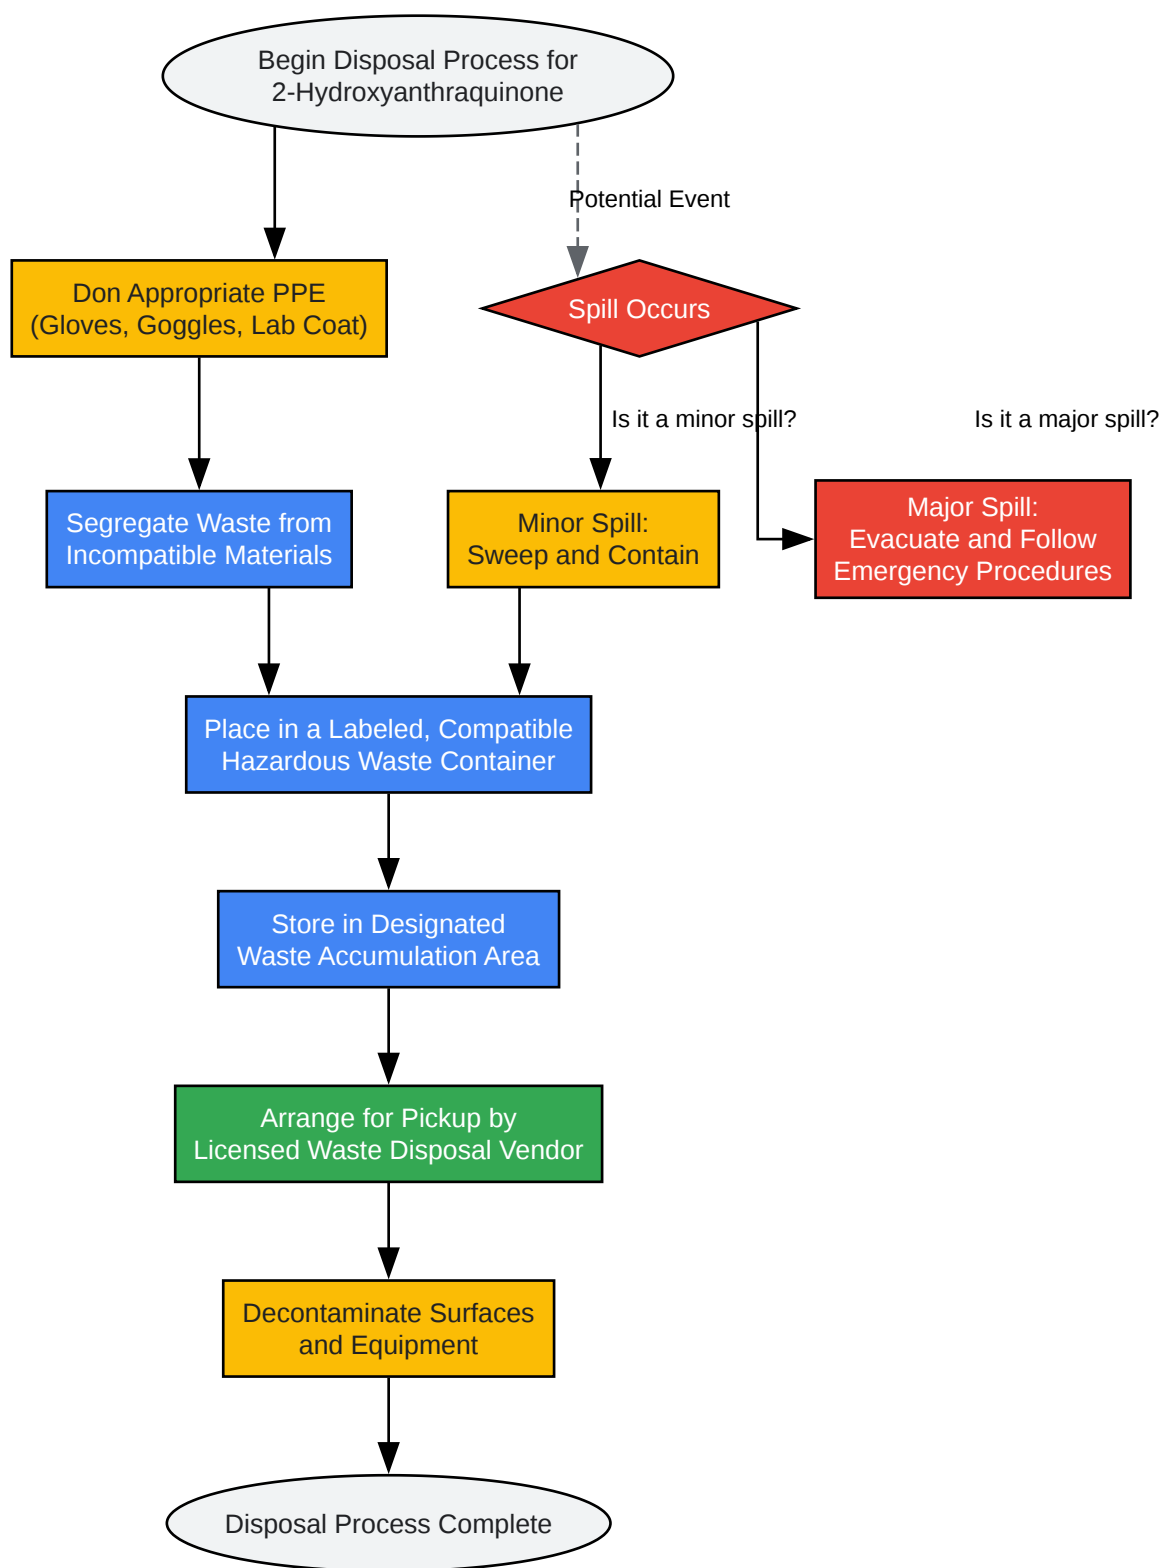 Begin Disposal Process for
2-Hydroxyanthraquinone
Potential Event
Don Appropriate PPE
(Gloves, Goggles, Lab Coat)
Spill Occurs
Is it a minor spill?
Is it a major spill?
Segregate Waste from
Incompatible Materials
Minor Spill:
Sweep and Contain
Major Spill:
Evacuate and Follow
Emergency Procedures
Place in a Labeled, Compatible
Hazardous Waste Container
Store in Designated
Waste Accumulation Area
Arrange for Pickup by
Licensed Waste Disposal Vendor
Decontaminate Surfaces
and Equipment
Disposal Process Complete